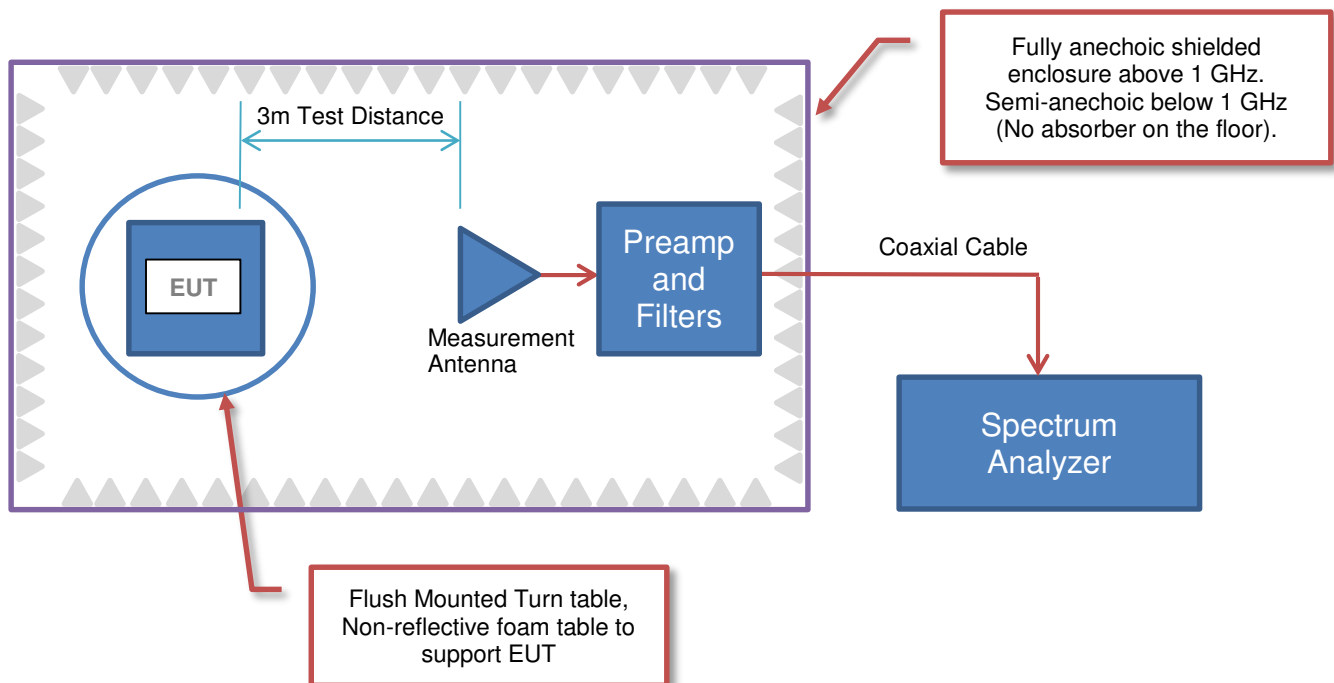 Fully anechoic shielded
enclosure above 1 GHz.
Semi-anechoic below 1 GHz
(No absorber on the floor).
3m Test Distance
EUT
Measurement
Antenna
Preamp
and
Filters
Coaxial Cable
Spectrum
Analyzer
Flush Mounted Turn table,
Non-reflective foam table to
support EUT